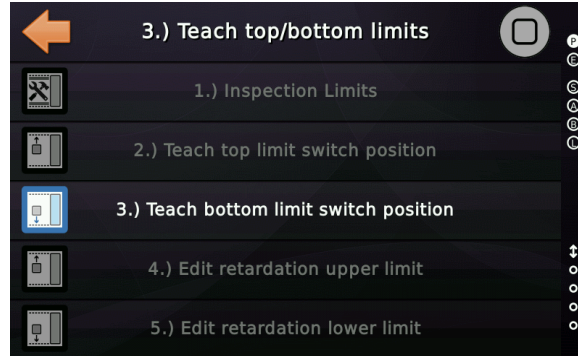 3.) Teach top/bottom limits
1.) Inspection Limits
2.) Teach top limit switch position
3.) Teach bottom limit switch position
4.) Edit retardation upper limit
5.) Edit retardation lower limit
P
E
S
A
B
L